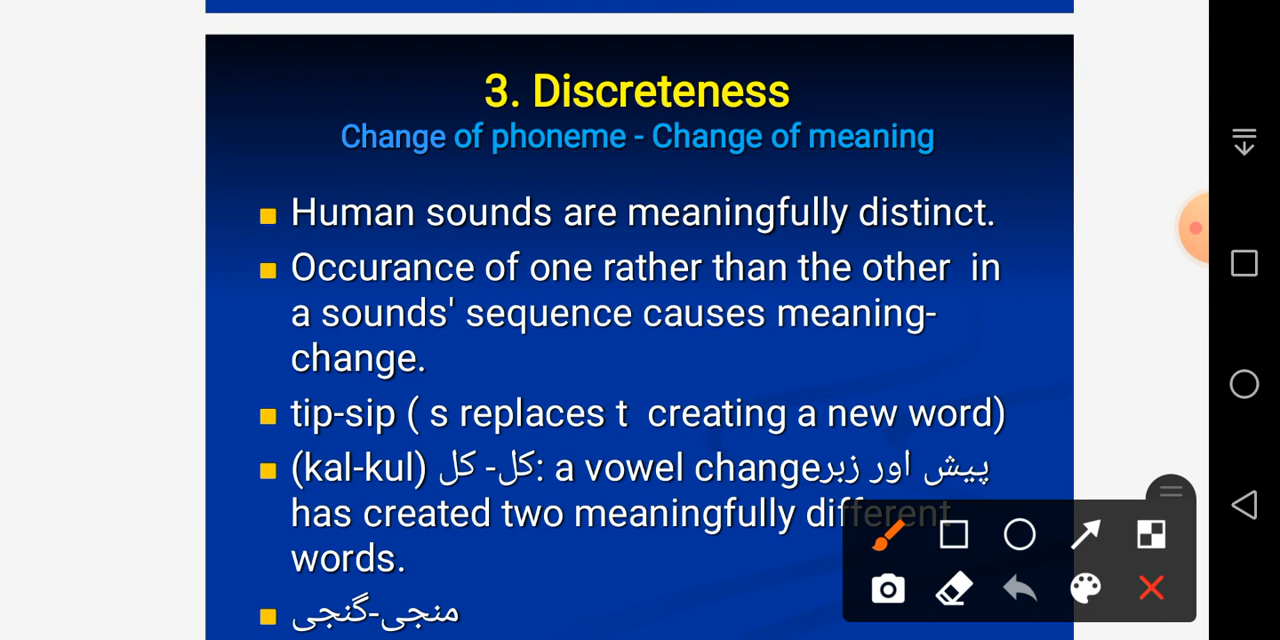 3. Discreteness
Change of phoneme - Change of meaning
Human sounds are meaningfully distinct.
Occurance of one rather than the other in
a sounds' sequence causes meaning-
change.
tip-sip ( s replaces t creating a new word)
(kal-kul) کل- کل: a vowel change پیش اور زبر
has created two meaningfully different
words.
منجی-گنجی